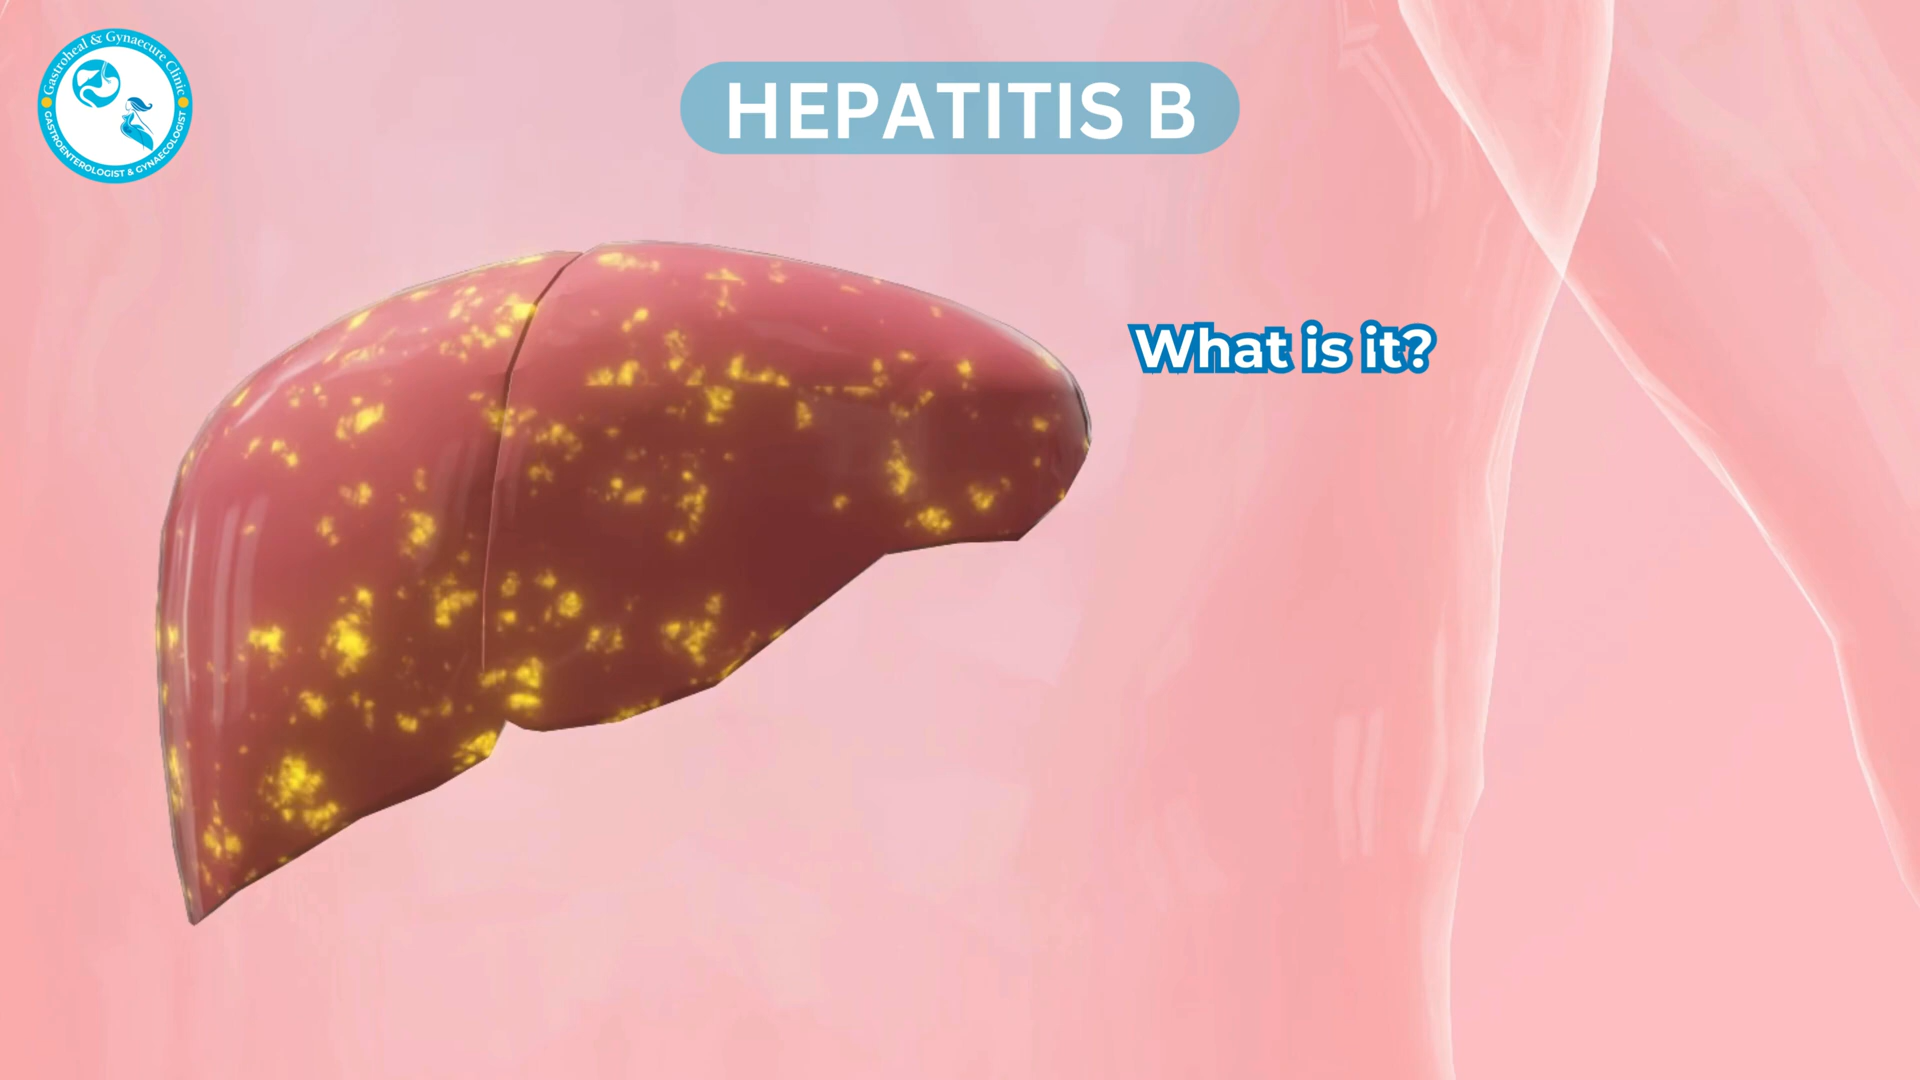 Gastroheal & Gynaecure Clinic
GASTROENTEROLOGIST & GYNAECOLOGIST
HEPATITIS B
What is it?